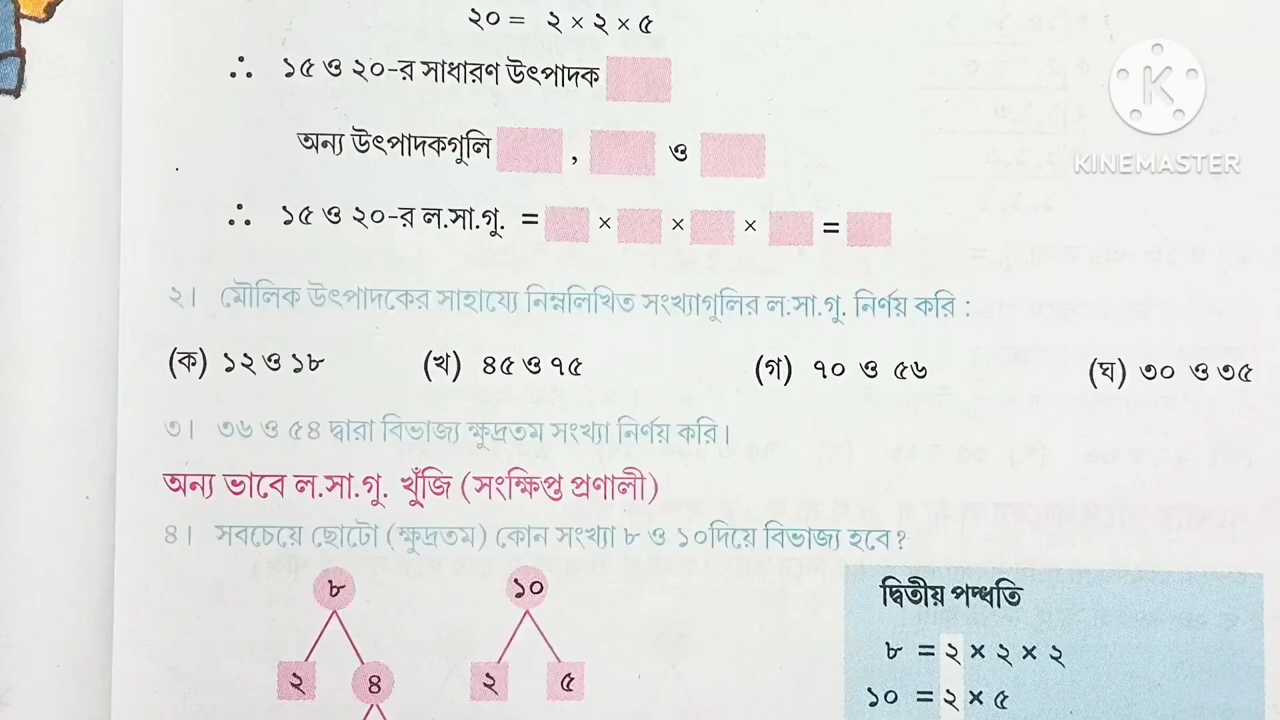 ২০ = ২ × ২ × ৫
∴ ১৫ ও ২০-র সাধারণ উৎপাদক
অন্য উৎপাদকগুলি , ও
∴ ১৫ ও ২০-র ল.সা.গু. = × × × =
২। মৌলিক উৎপাদকের সাহায্যে নিম্নলিখিত সংখ্যাগুলির ল.সা.গু. নির্ণয় করি :
(ক) ১২ ও ১৮ (খ) ৪৫ ও ৭৫ (গ) ৭০ ও ৫৬ (ঘ) ৩০ ও ৩৫
৩। ৩৬ ও ৫৪ দ্বারা বিভাজ্য ক্ষুদ্রতম সংখ্যা নির্ণয় করি।
অন্য ভাবে ল.সা.গু. খুঁজি (সংক্ষিপ্ত প্রণালী)
৪। সবচেয়ে ছোটো (ক্ষুদ্রতম) কোন সংখ্যা ৮ ও ১০দিয়ে বিভাজ্য হবে?
৮ ১০
২ ৪ ২ ৫
দ্বিতীয় পদ্ধতি
৮ = ২ × ২ × ২
১০ = ২ × ৫
K
KINEMASTER